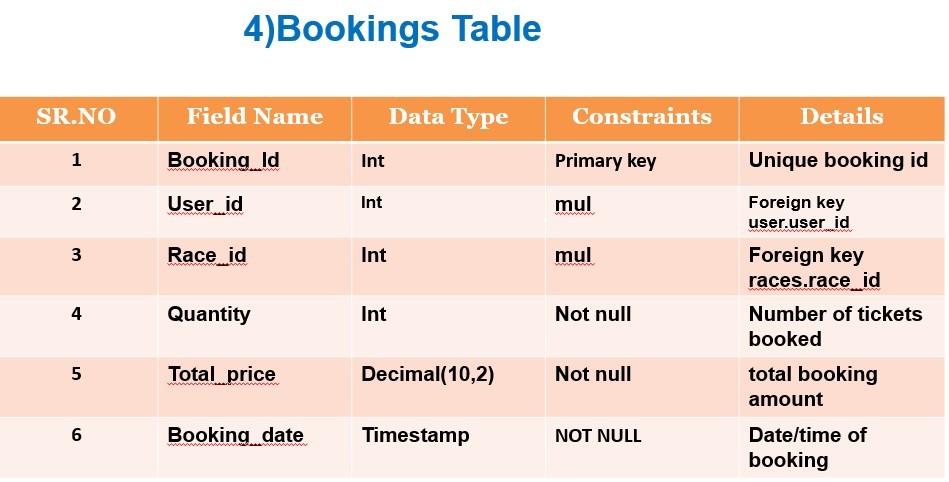 4)Bookings Table
SR.NO Field Name Data Type Constraints Details
1 Booking_Id Int Primary key Unique booking id
2 User_id Int mul Foreign key
user.user_id
3 Race_id Int mul Foreign key
races.race_id
4 Quantity Int Not null Number of tickets
booked
5 Total_price Decimal(10,2) Not null total booking
amount
6 Booking_date Timestamp NOT NULL Date/time of
booking